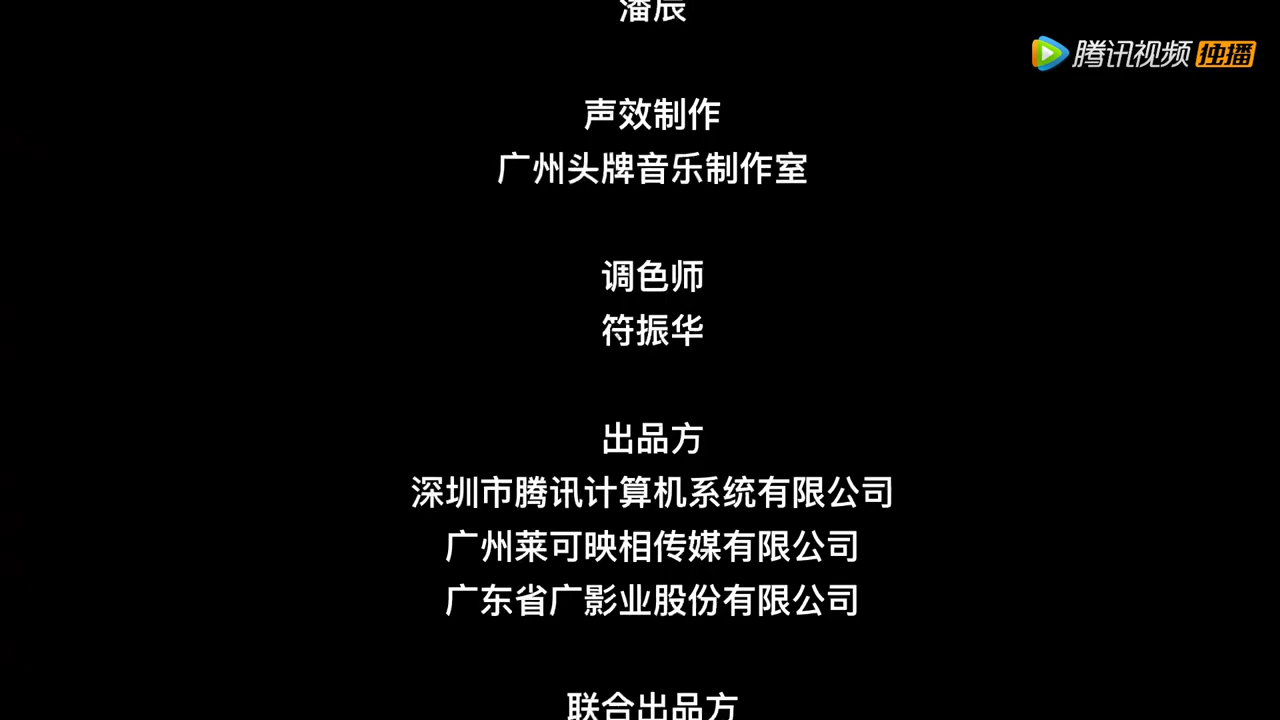 潘辰
腾讯视频 独播
声效制作
广州头牌音乐制作室
调色师
符振华
出品方
深圳市腾讯计算机系统有限公司
广州莱可映相传媒有限公司
广东省广影业股份有限公司
联合出品方